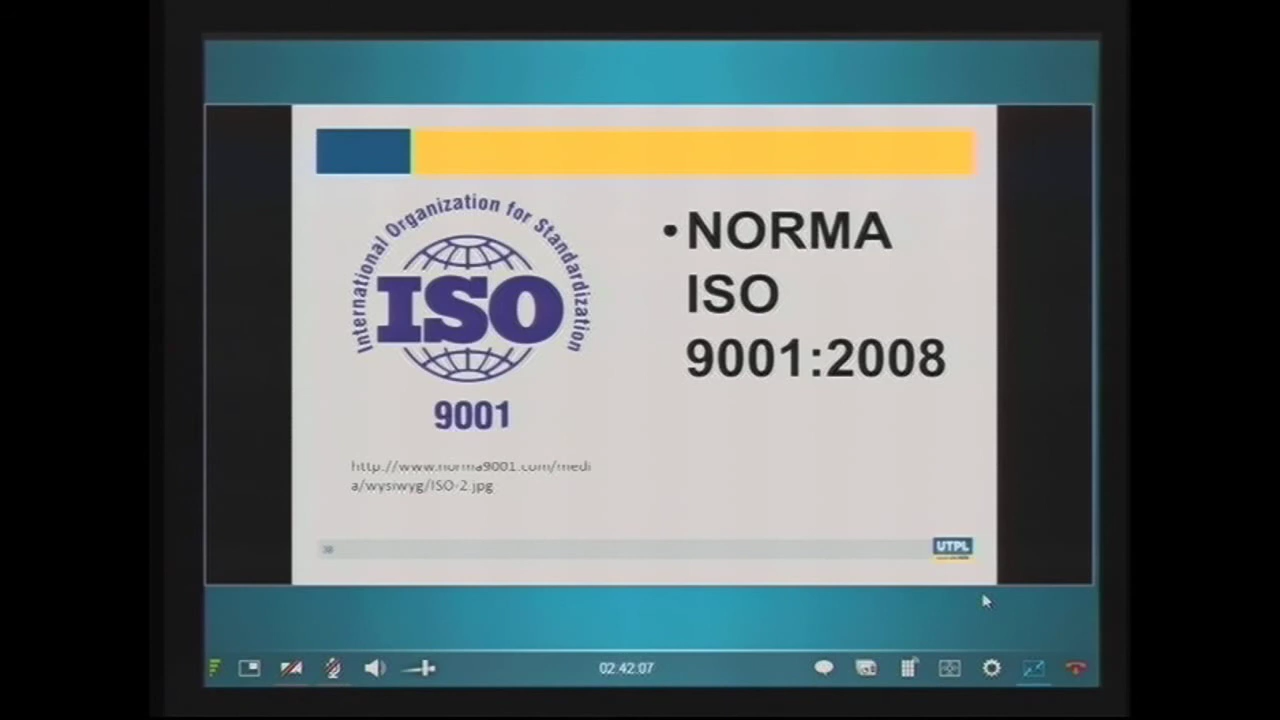 International Organization for Standardization
ISO
9001
http://www.norma9001.com/medi
a/wysiwyg/ISO-2.jpg
•NORMA
ISO
9001:2008
UTPL
02:42:07